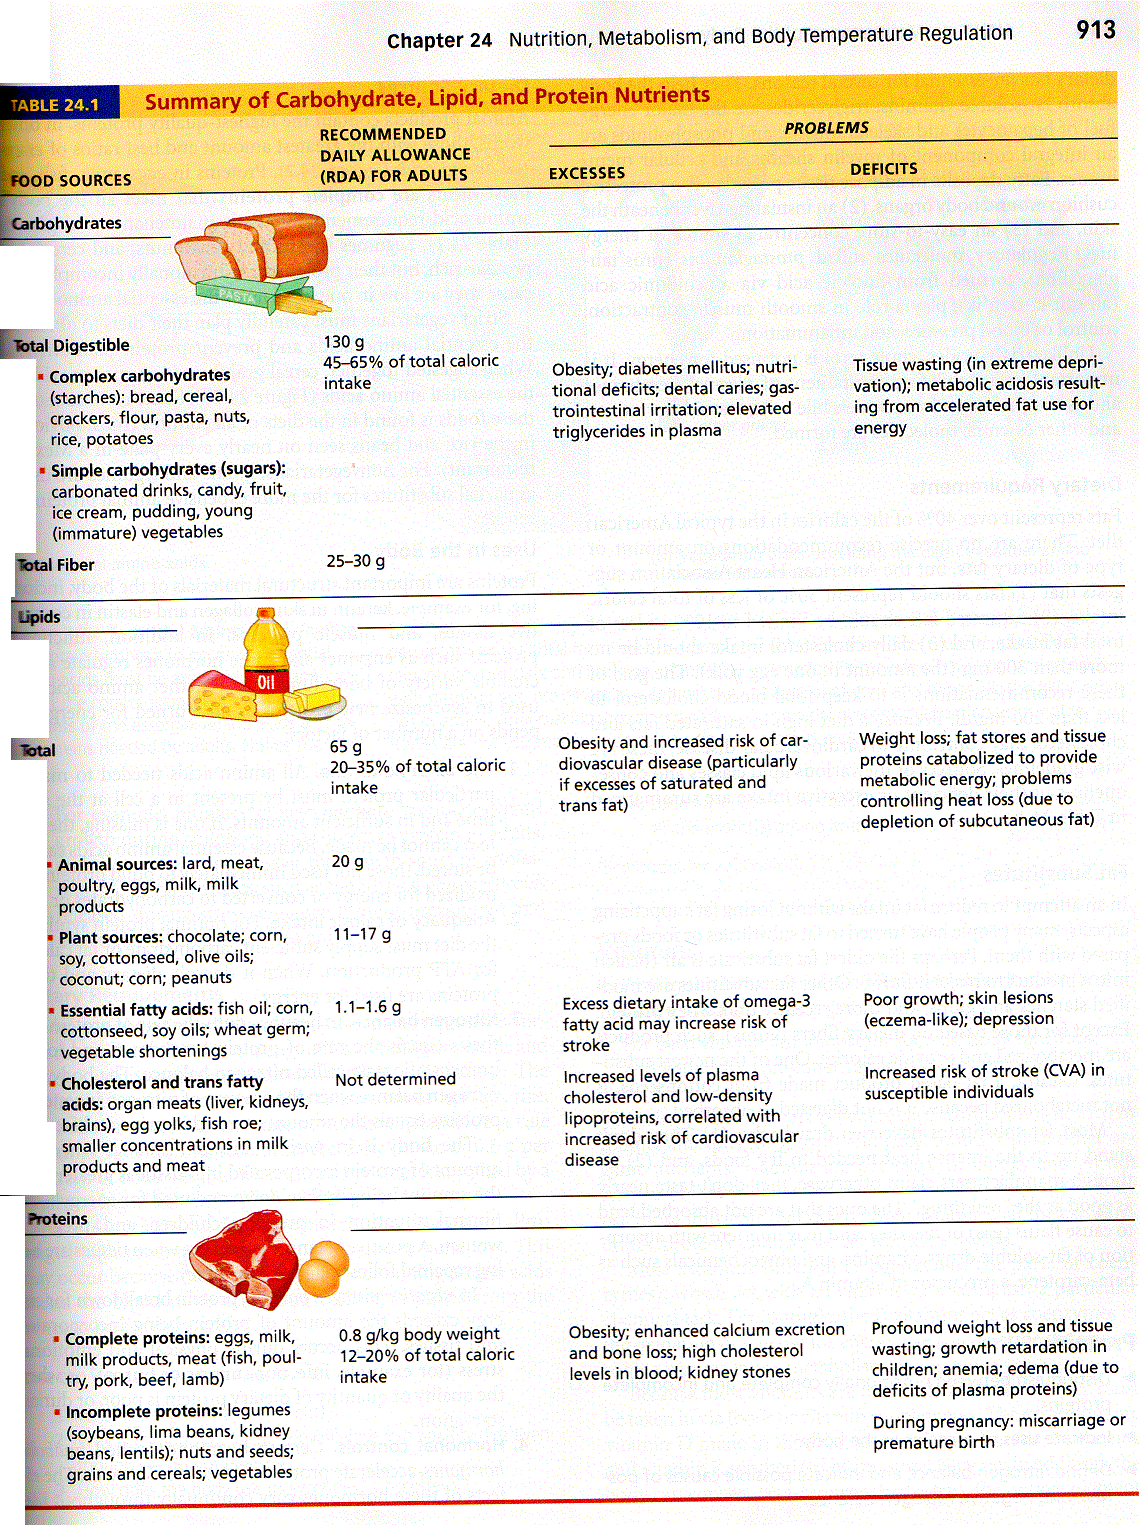 Chapter 24 Nutrition, Metabolism, and Body Temperature Regulation 913
TABLE 24.1 Summary of Carbohydrate, Lipid, and Protein Nutrients
FOOD SOURCES
RECOMMENDED
DAILY ALLOWANCE
(RDA) FOR ADULTS
PROBLEMS
EXCESSES
DEFICITS
Carbohydrates
PASTA
Total Digestible
130 g
45–65% of total caloric
intake
Obesity; diabetes mellitus; nutri-
tional deficits; dental caries; gas-
trointestinal irritation; elevated
triglycerides in plasma
Tissue wasting (in extreme depri-
vation); metabolic acidosis result-
ing from accelerated fat use for
energy
▪ Complex carbohydrates
(starches): bread, cereal,
crackers, flour, pasta, nuts,
rice, potatoes
▪ Simple carbohydrates (sugars):
carbonated drinks, candy, fruit,
ice cream, pudding, young
(immature) vegetables
Total Fiber
25–30 g
Lipids
Oil
Total
65 g
20–35% of total caloric
intake
Obesity and increased risk of car-
diovascular disease (particularly
if excesses of saturated and
trans fat)
Weight loss; fat stores and tissue
proteins catabolized to provide
metabolic energy; problems
controlling heat loss (due to
depletion of subcutaneous fat)
▪ Animal sources: lard, meat,
poultry, eggs, milk, milk
products
20 g
▪ Plant sources: chocolate; corn,
soy, cottonseed, olive oils;
coconut; corn; peanuts
11–17 g
▪ Essential fatty acids: fish oil; corn,
cottonseed, soy oils; wheat germ;
vegetable shortenings
1.1–1.6 g
Excess dietary intake of omega-3
fatty acid may increase risk of
stroke
Poor growth; skin lesions
(eczema-like); depression
▪ Cholesterol and trans fatty
acids: organ meats (liver, kidneys,
brains), egg yolks, fish roe;
smaller concentrations in milk
products and meat
Not determined
Increased levels of plasma
cholesterol and low-density
lipoproteins, correlated with
increased risk of cardiovascular
disease
Increased risk of stroke (CVA) in
susceptible individuals
Proteins
▪ Complete proteins: eggs, milk,
milk products, meat (fish, poul-
try, pork, beef, lamb)
0.8 g/kg body weight
12–20% of total caloric
intake
Obesity; enhanced calcium excretion
and bone loss; high cholesterol
levels in blood; kidney stones
Profound weight loss and tissue
wasting; growth retardation in
children; anemia; edema (due to
deficits of plasma proteins)
During pregnancy: miscarriage or
premature birth
▪ Incomplete proteins: legumes
(soybeans, lima beans, kidney
beans, lentils); nuts and seeds;
grains and cereals; vegetables